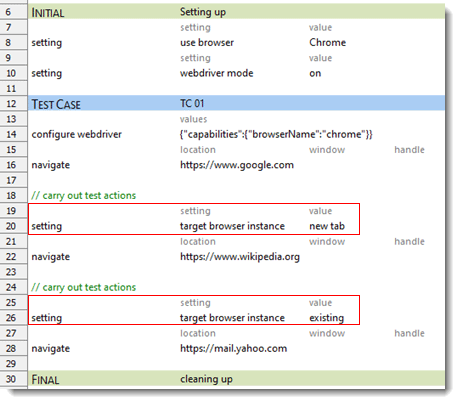 6 INITIAL Setting up
7 setting value
8 setting use browser Chrome
9 setting value
10 setting webdriver mode on
11
12 TEST CASE TC 01
13 values
14 configure webdriver {"capabilities":{"browserName":"chrome"}}
15 location window handle
16 navigate https://www.google.com
17
18 // carry out test actions
19 setting value
20 setting target browser instance new tab
21 location window handle
22 navigate https://www.wikipedia.org
23
24 // carry out test actions
25 setting value
26 setting target browser instance existing
27 location window handle
28 navigate https://mail.yahoo.com
29
30 FINAL cleaning up